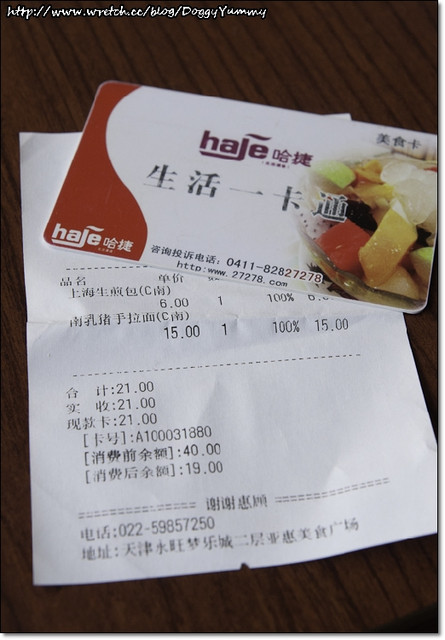 http://www.wretch.cc/blog/DoggyYummy
haje 哈捷
美食卡
生活一卡通
haje 哈捷
咨询投诉电话: 0411-82827278
http:www.27278.com
品名 单价
上海生煎包(C南)
6.00 1 100% 6.0
南乳猪手拉面(C南)
15.00 1 100% 15.00
合 计:21.00
实 收:21.00
现款卡:21.00
[卡号]:A100031880
[消费前余额]:40.00
[消费后余额]:19.00
谢谢惠顾
电话:022-59857250
地址:天津永旺梦乐城二层亚惠美食广场